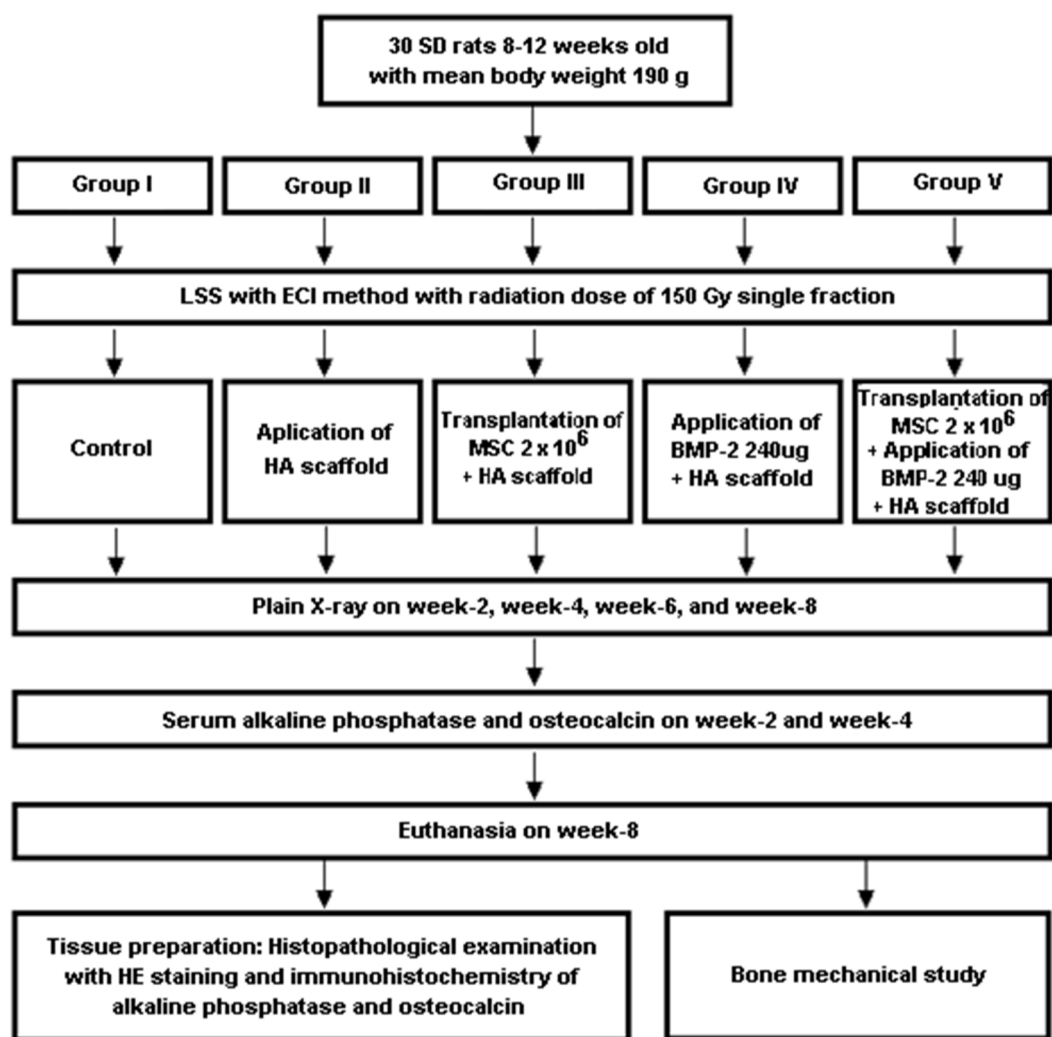 30 SD rats 8-12 weeks old
with mean body weight 190 g
Group I
Group II
Group III
Group IV
Group V
LSS with ECI method with radiation dose of 150 Gy single fraction
Control
Aplication of
HA scaffold
Transplantation of
MSC 2 x 10⁶
+ HA scaffold
Application of
BMP-2 240ug
+ HA scaffold
Transplantation of
MSC 2 x 10⁶
+ Application of
BMP-2 240 ug
+ HA scaffold
Plain X-ray on week-2, week-4, week-6, and week-8
Serum alkaline phosphatase and osteocalcin on week-2 and week-4
Euthanasia on week-8
Tissue preparation: Histopathological examination
with HE staining and immunohistochemistry of
alkaline phosphatase and osteocalcin
Bone mechanical study